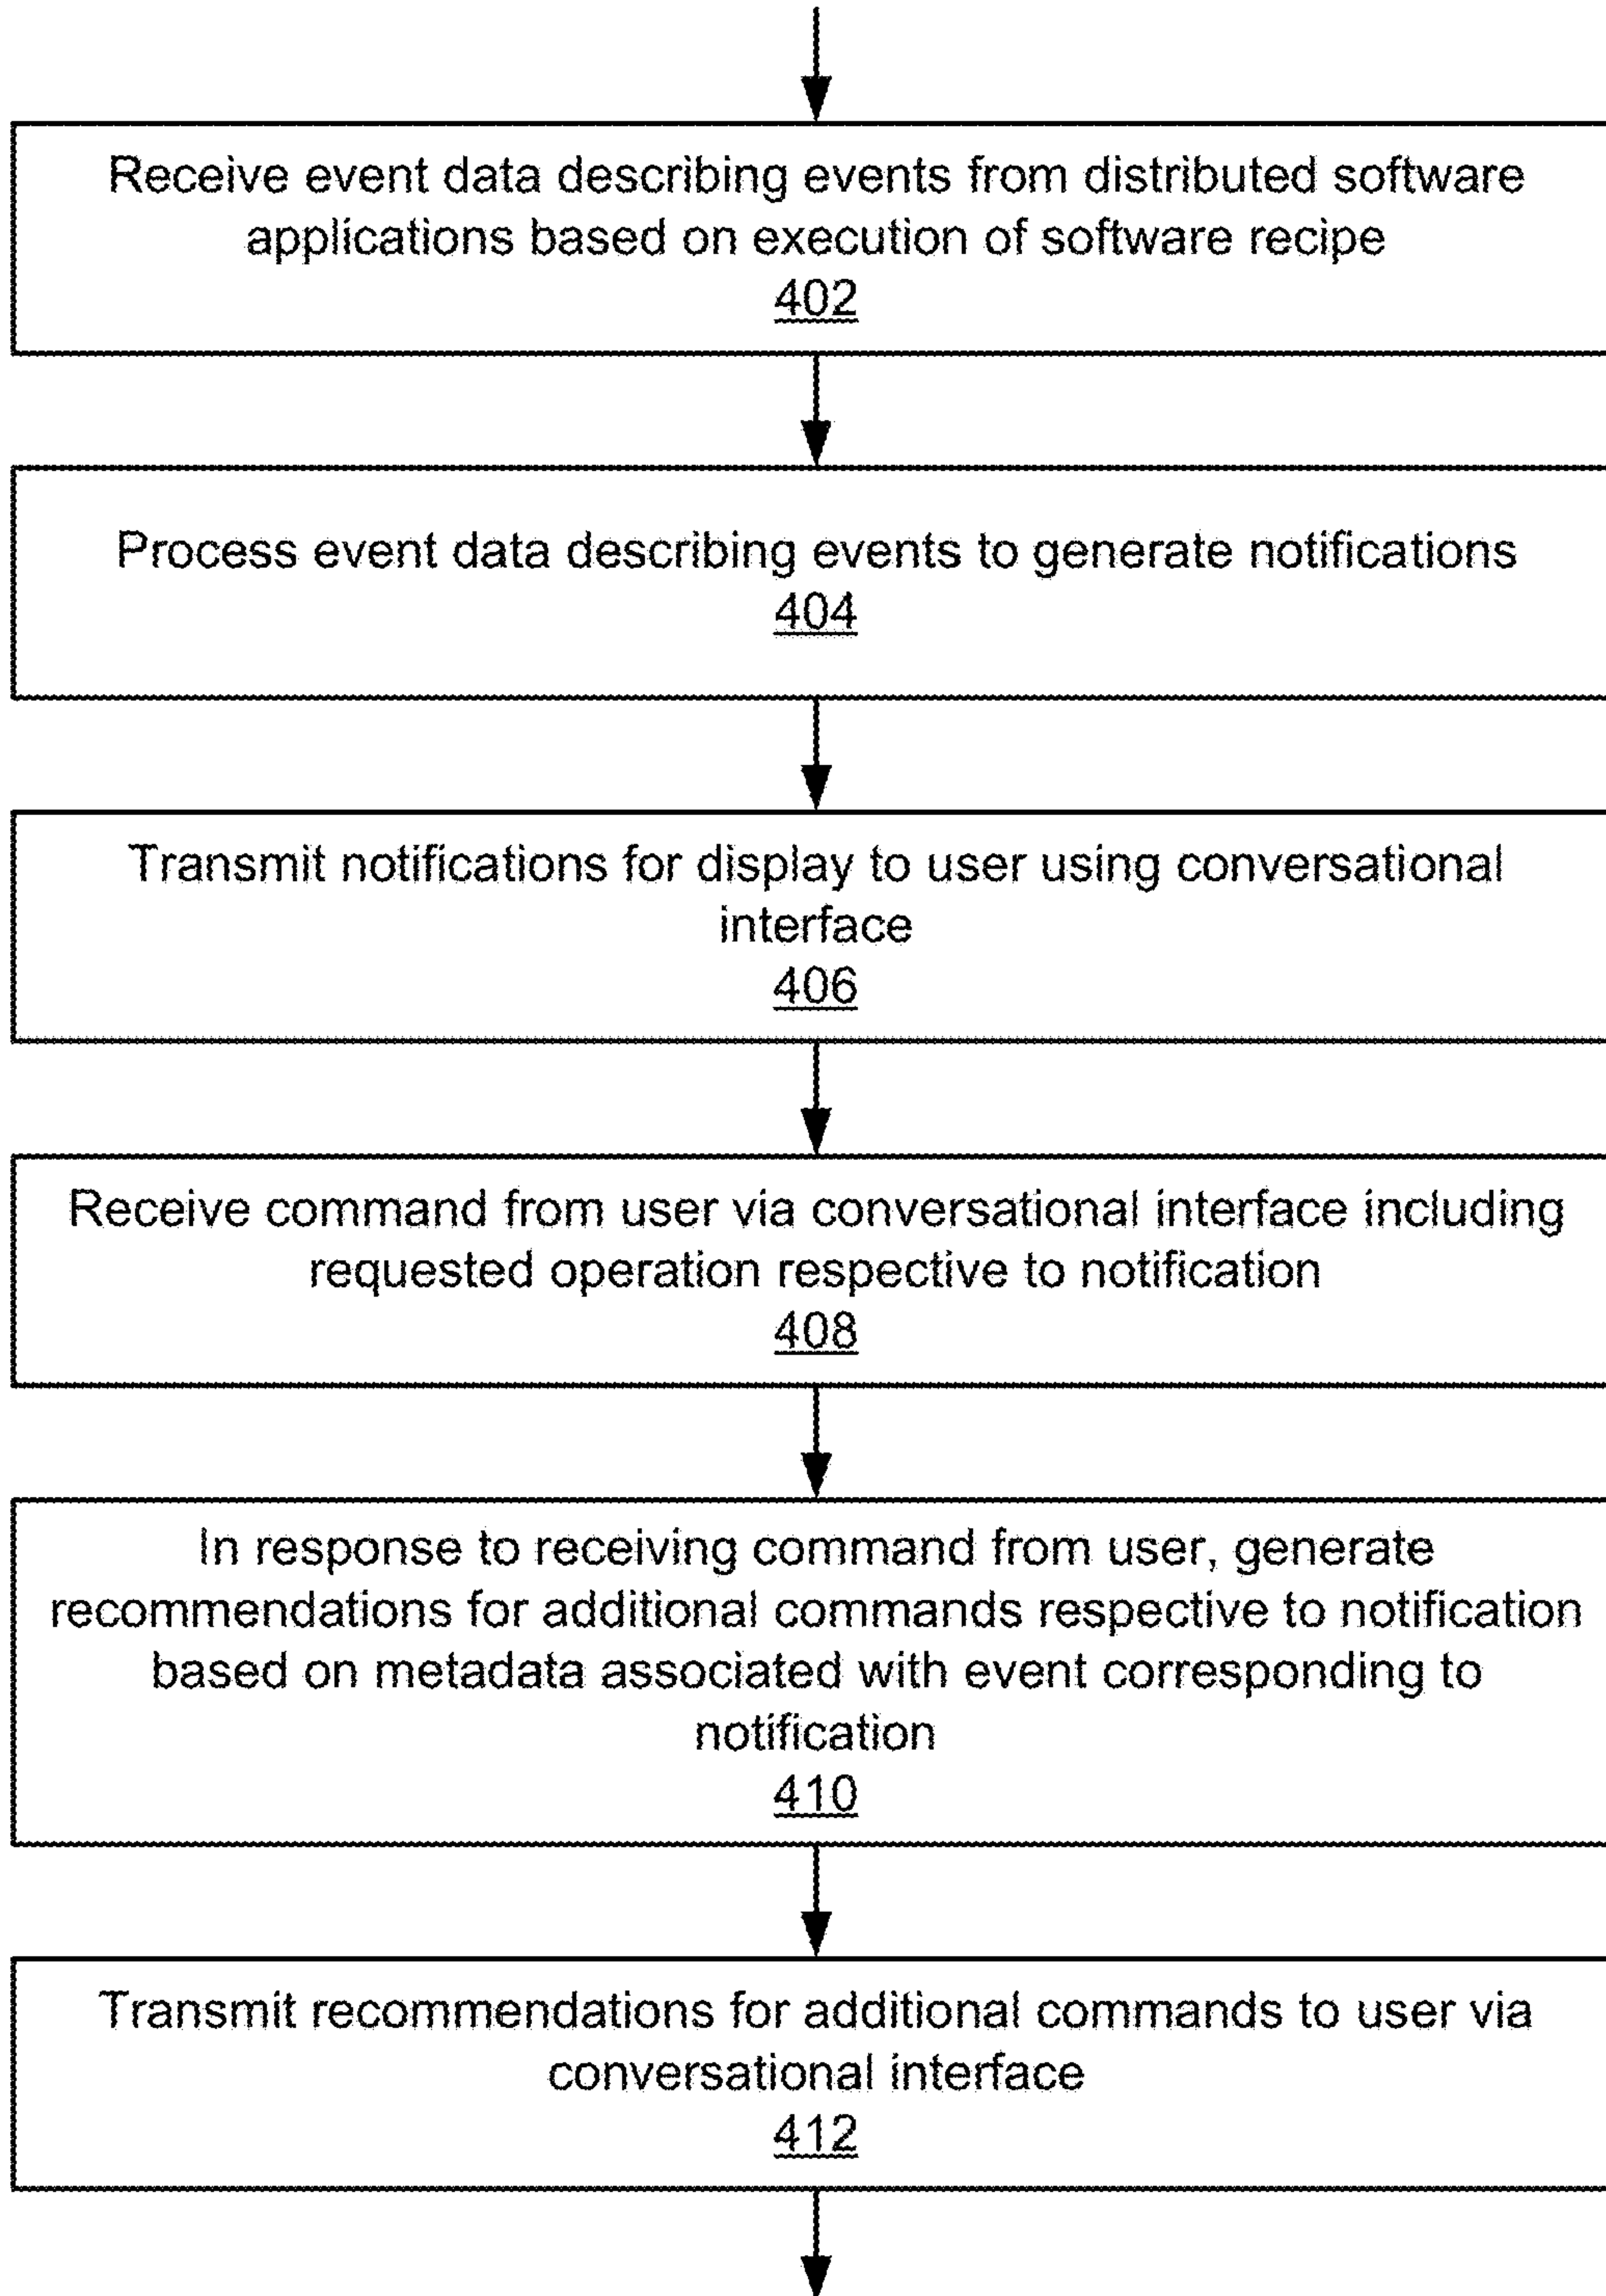 Receive event data describing events from distributed software
applications based on execution of software recipe
402
Process event data describing events to generate notifications
404
Transmit notifications for display to user using conversational
interface
406
Receive command from user via conversational interface including
requested operation respective to notification
408
In response to receiving command from user, generate
recommendations for additional commands respective to notification
based on metadata associated with event corresponding to
notification
410
Transmit recommendations for additional commands to user via
conversational interface
412